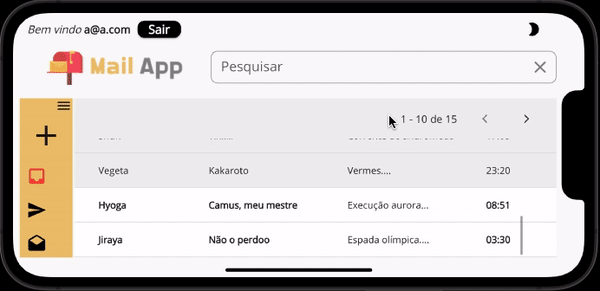 Bem vindo a@a.com Sair
Mail App
Pesquisar
1 - 10 de 15
Vegeta Kakaroto Vermes.... 23:20
Hyoga Camus, meu mestre Execução aurora... 08:51
Jiraya Não o perdoo Espada olímpica.... 03:30